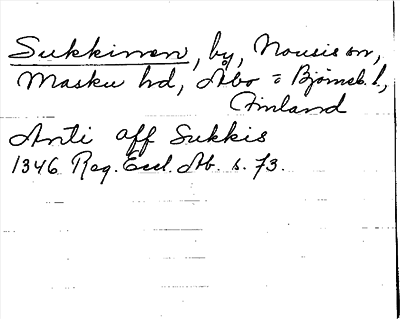 Sukkinen, by, Nousis sn,
Masku hd, Åbo = Björneb. l,
Finland
Anti aff Sukkis
1346 Reg. Eccl. Ab. s. 73.